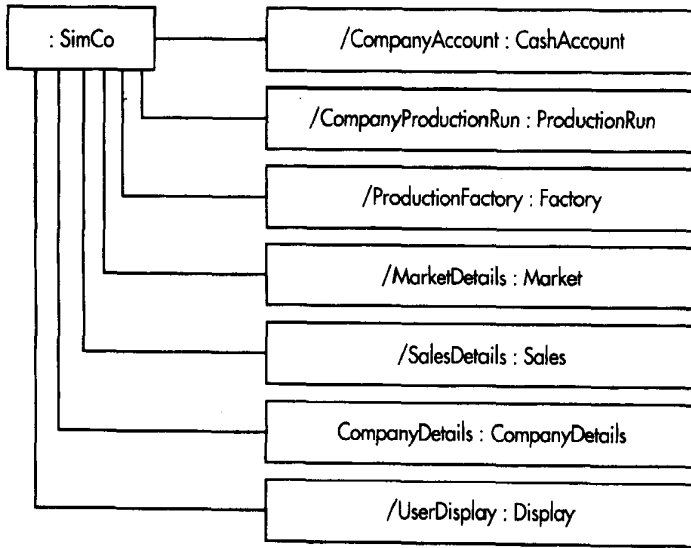 : SimCo
/CompanyAccount : CashAccount
/CompanyProductionRun : ProductionRun
/ProductionFactory : Factory
/MarketDetails : Market
/SalesDetails : Sales
CompanyDetails : CompanyDetails
/UserDisplay : Display